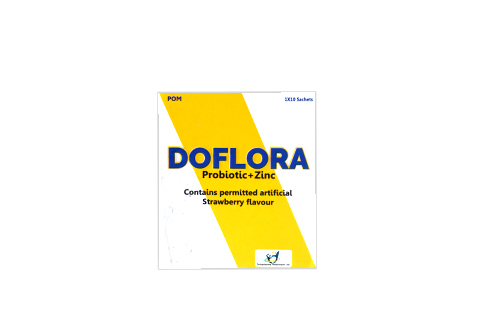 POM
1X10 Sachets
DOFLORA
Probiotic+Zinc
Contains permitted artificial
Strawberry flavour